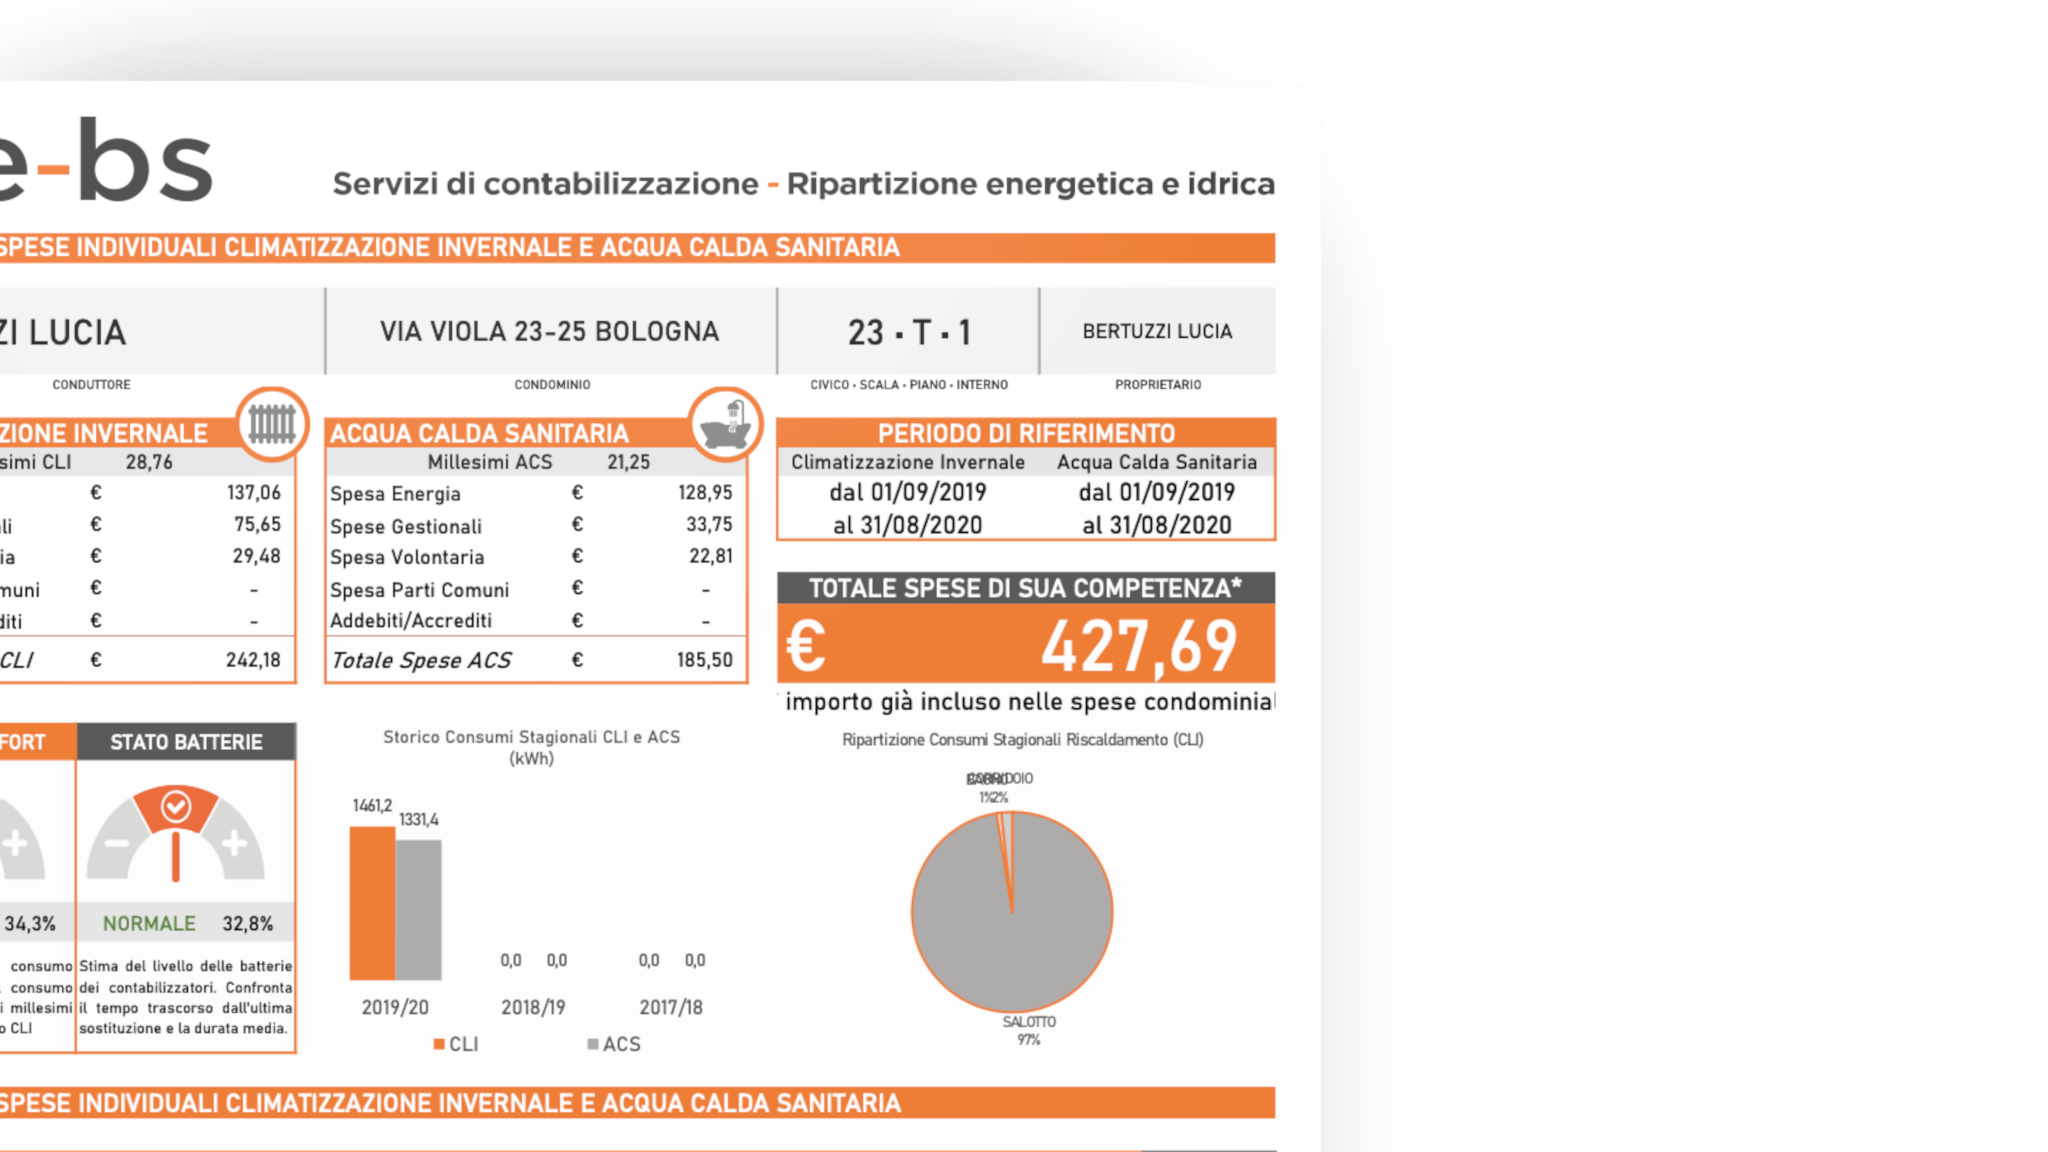 e-bs
Servizi di contabilizzazione - Ripartizione energetica e idrica
SPESE INDIVIDUALI CLIMATIZZAZIONE INVERNALE E ACQUA CALDA SANITARIA
ZI LUCIA
CONDUTTORE
VIA VIOLA 23-25 BOLOGNA
CONDOMINIO
23 · T · 1
CIVICO · SCALA · PIANO · INTERNO
BERTUZZI LUCIA
PROPRIETARIO
ZIONE INVERNALE
simi CLI 28,76
€ 137,06
li € 75,65
ia € 29,48
muni € -
diti € -
CLI € 242,18
ACQUA CALDA SANITARIA
Millesimi ACS 21,25
Spesa Energia € 128,95
Spese Gestionali € 33,75
Spesa Volontaria € 22,81
Spesa Parti Comuni € -
Addebiti/Accrediti € -
Totale Spese ACS € 185,50
PERIODO DI RIFERIMENTO
Climatizzazione Invernale Acqua Calda Sanitaria
dal 01/09/2019 dal 01/09/2019
al 31/08/2020 al 31/08/2020
TOTALE SPESE DI SUA COMPETENZA*
€ 427,69
importo già incluso nelle spese condominial
FORT
34,3%
consumo
consumo
i millesimi
o CLI
STATO BATTERIE
NORMALE 32,8%
Stima del livello delle batterie
dei contabilizzatori. Confronta
il tempo trascorso dall'ultima
sostituzione e la durata media.
Storico Consumi Stagionali CLI e ACS
(kWh)
1461,2
1331,4
0,0 0,0 0,0 0,0
2019/20 2018/19 2017/18
CLI ACS
Ripartizione Consumi Stagionali Riscaldamento (CLI)
CORRIDOIO
1% 2%
SALOTTO
97%
SPESE INDIVIDUALI CLIMATIZZAZIONE INVERNALE E ACQUA CALDA SANITARIA